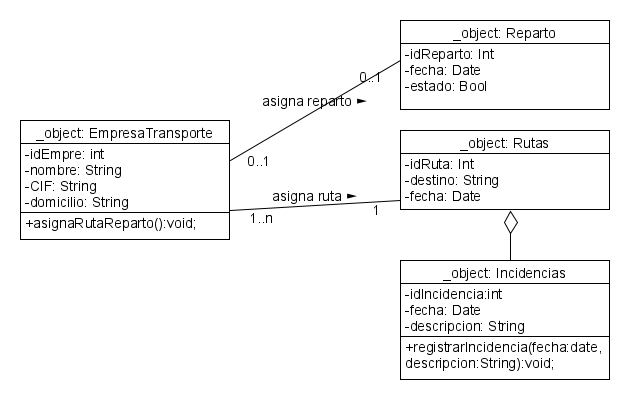 _object: Reparto
-idReparto: Int
-fecha: Date
-estado: Bool
0..1
asigna reparto ►
0..1
_object: EmpresaTransporte
-idEmpre: int
-nombre: String
-CIF: String
-domicilio: String
+asignaRutaReparto():void;
asigna ruta ►
1..n
1
_object: Rutas
-idRuta: Int
-destino: String
-fecha: Date
_object: Incidencias
-idIncidencia:int
-fecha: Date
-descripcion: String
+registrarIncidencia(fecha:date,
descripcion:String):void;